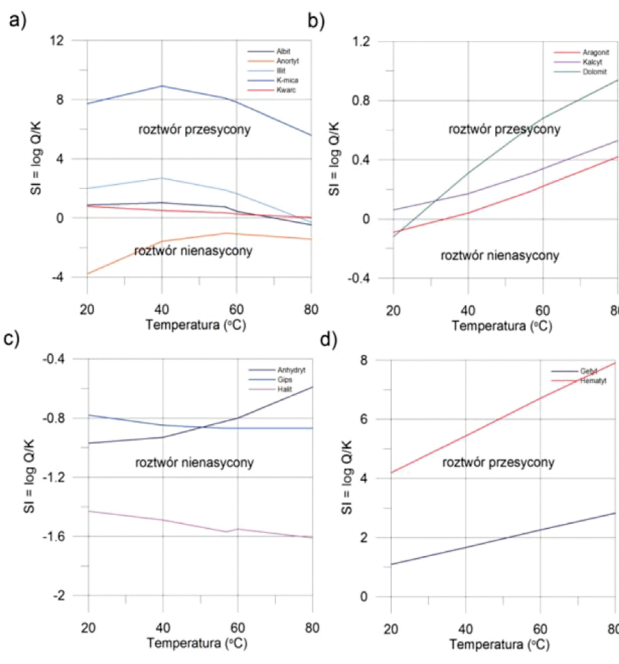 a)
12
8
4
0
-4
SI = log Q/K
Albit
Anortyt
Illit
K-mica
Kwarc
roztwór przesycony
roztwór nienasycony
20 40 60 80
Temperatura (°C)
b)
1.2
0.8
0.4
0
-0.4
SI = log Q/K
Aragonit
Kalcyt
Dolomit
roztwór przesycony
roztwór nienasycony
20 40 60 80
Temperatura (°C)
c)
-0.4
-0.8
-1.2
-1.6
-2
SI = log Q/K
Anhydryt
Gips
Halit
roztwór nienasycony
20 40 60 80
Temperatura (°C)
d)
8
6
4
2
0
SI = log Q/K
Getyt
Hematyt
roztwór przesycony
20 40 60 80
Temperatura (°C)